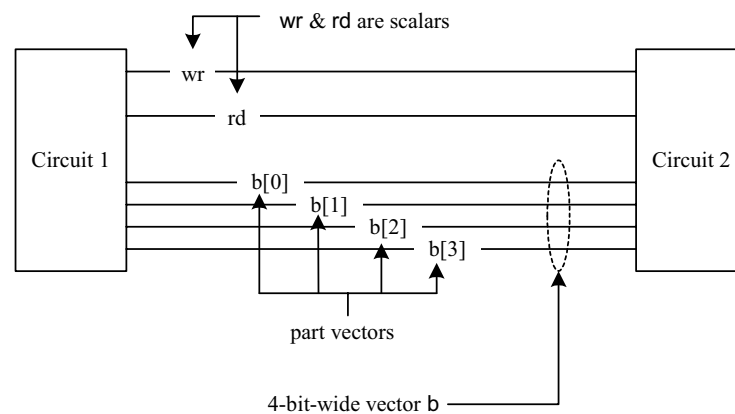 wr & rd are scalars
wr
rd
Circuit 1
Circuit 2
b[0]
b[1]
b[2]
b[3]
part vectors
4-bit-wide vector b